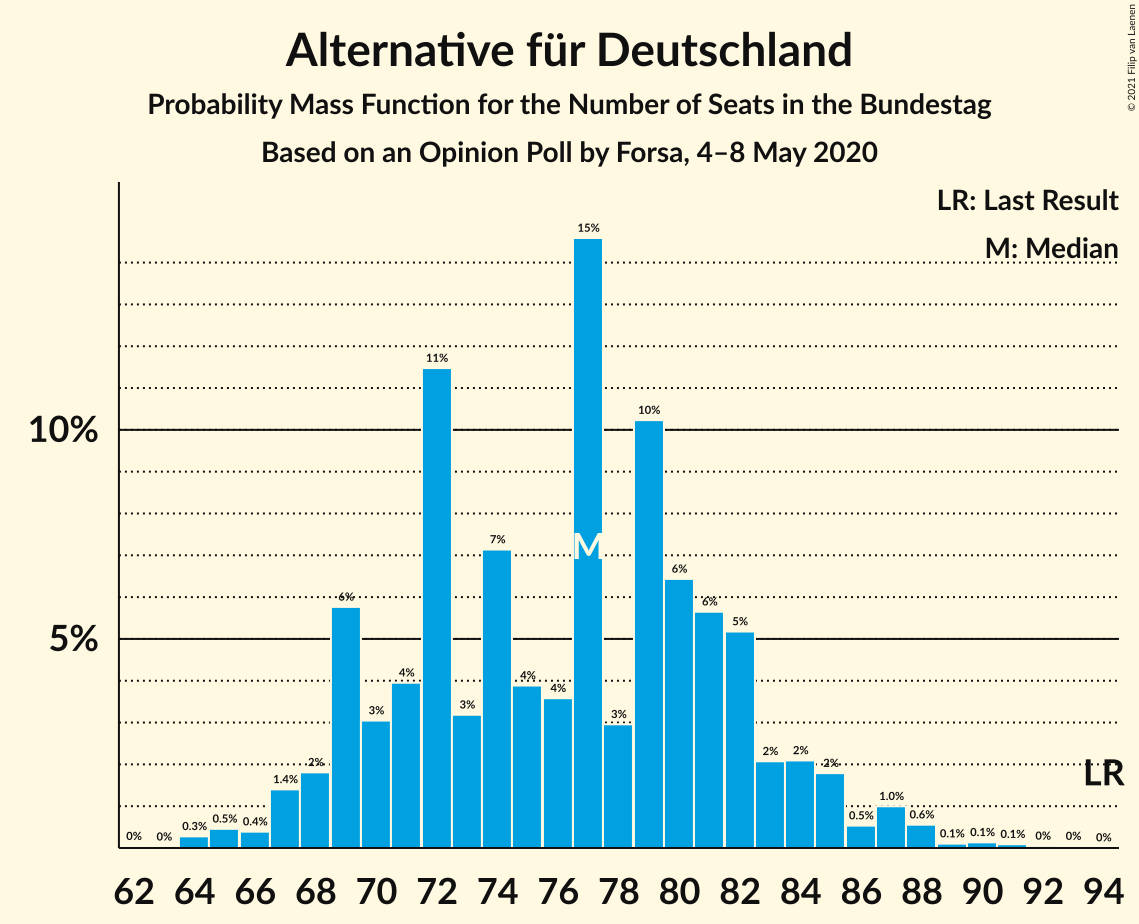 Alternative für Deutschland
Probability Mass Function for the Number of Seats in the Bundestag
Based on an Opinion Poll by Forsa, 4–8 May 2020
© 2021 Filip van Laenen
LR: Last Result
M: Median
10%
5%
0% 0% 0.3% 0.5% 0.4% 1.4% 2% 6% 3% 4% 11% 3% 7% 4% 4% 15% 3% 10% 6% 6% 5% 2% 2% 2% 0.5% 1.0% 0.6% 0.1% 0.1% 0.1% 0% 0% 0%
M
LR
62 64 66 68 70 72 74 76 78 80 82 84 86 88 90 92 94